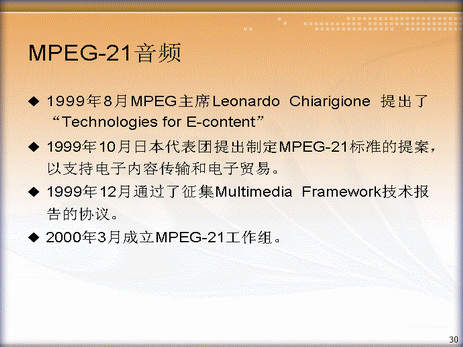 MPEG-21音频
◆ 1999年8月MPEG主席Leonardo Chiarigione 提出了
“Technologies for E-content”
◆ 1999年10月日本代表团提出制定MPEG-21标准的提案，
以支持电子内容传输和电子贸易。
◆ 1999年12月通过了征集Multimedia Framework技术报
告的协议。
◆ 2000年3月成立MPEG-21工作组。
30